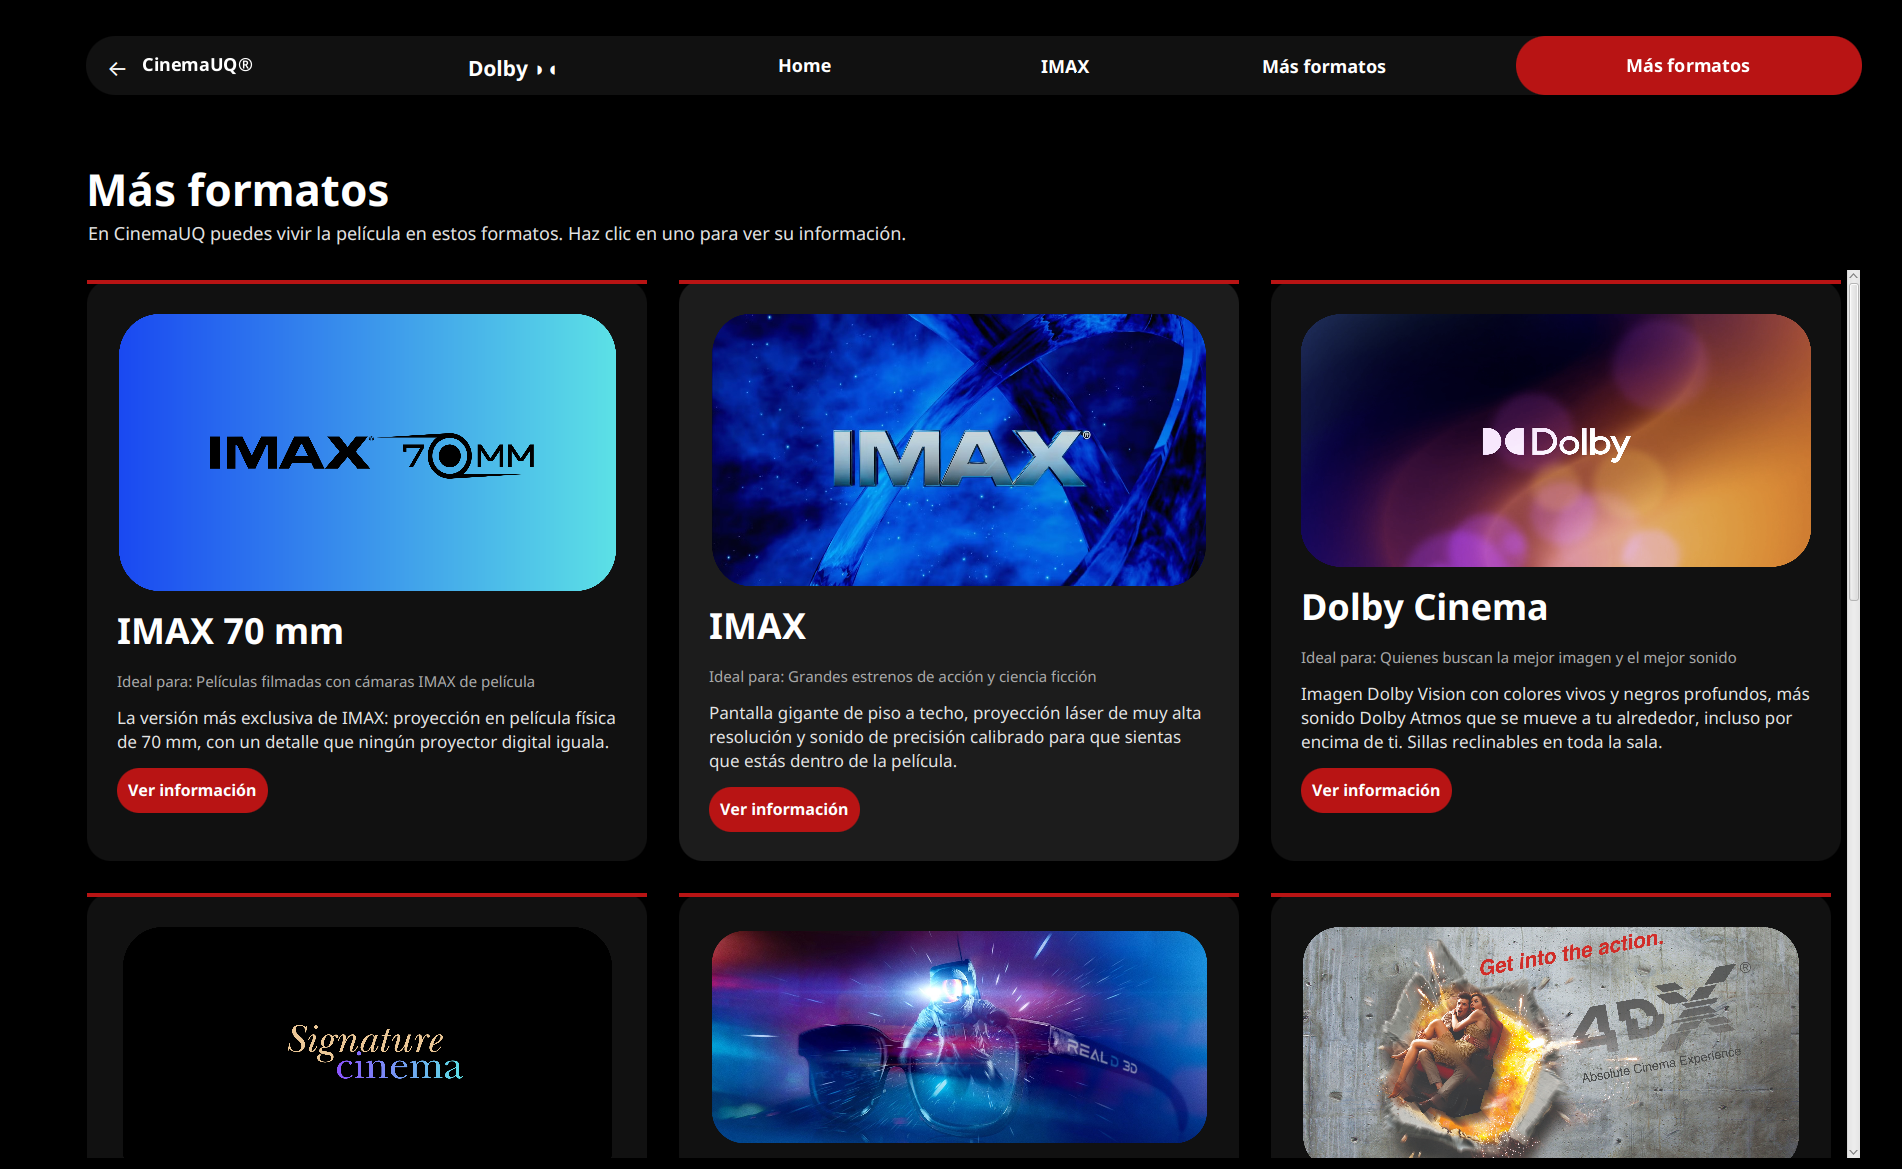 ← CinemaUQ®
Dolby
Home
IMAX
Más formatos
Más formatos
Más formatos
En CinemaUQ puedes vivir la película en estos formatos. Haz clic en uno para ver su información.
IMAX® 70MM
IMAX 70 mm
Ideal para: Películas filmadas con cámaras IMAX de película
La versión más exclusiva de IMAX: proyección en película física
de 70 mm, con un detalle que ningún proyector digital iguala.
Ver información
IMAX®
IMAX
Ideal para: Grandes estrenos de acción y ciencia ficción
Pantalla gigante de piso a techo, proyección láser de muy alta
resolución y sonido de precisión calibrado para que sientas
que estás dentro de la película.
Ver información
Dolby
Dolby Cinema
Ideal para: Quienes buscan la mejor imagen y el mejor sonido
Imagen Dolby Vision con colores vivos y negros profundos, más
sonido Dolby Atmos que se mueve a tu alrededor, incluso por
encima de ti. Sillas reclinables en toda la sala.
Ver información
Signature
cinema
REALD 3D
Get into the action.
4DX®
Absolute Cinema Experience